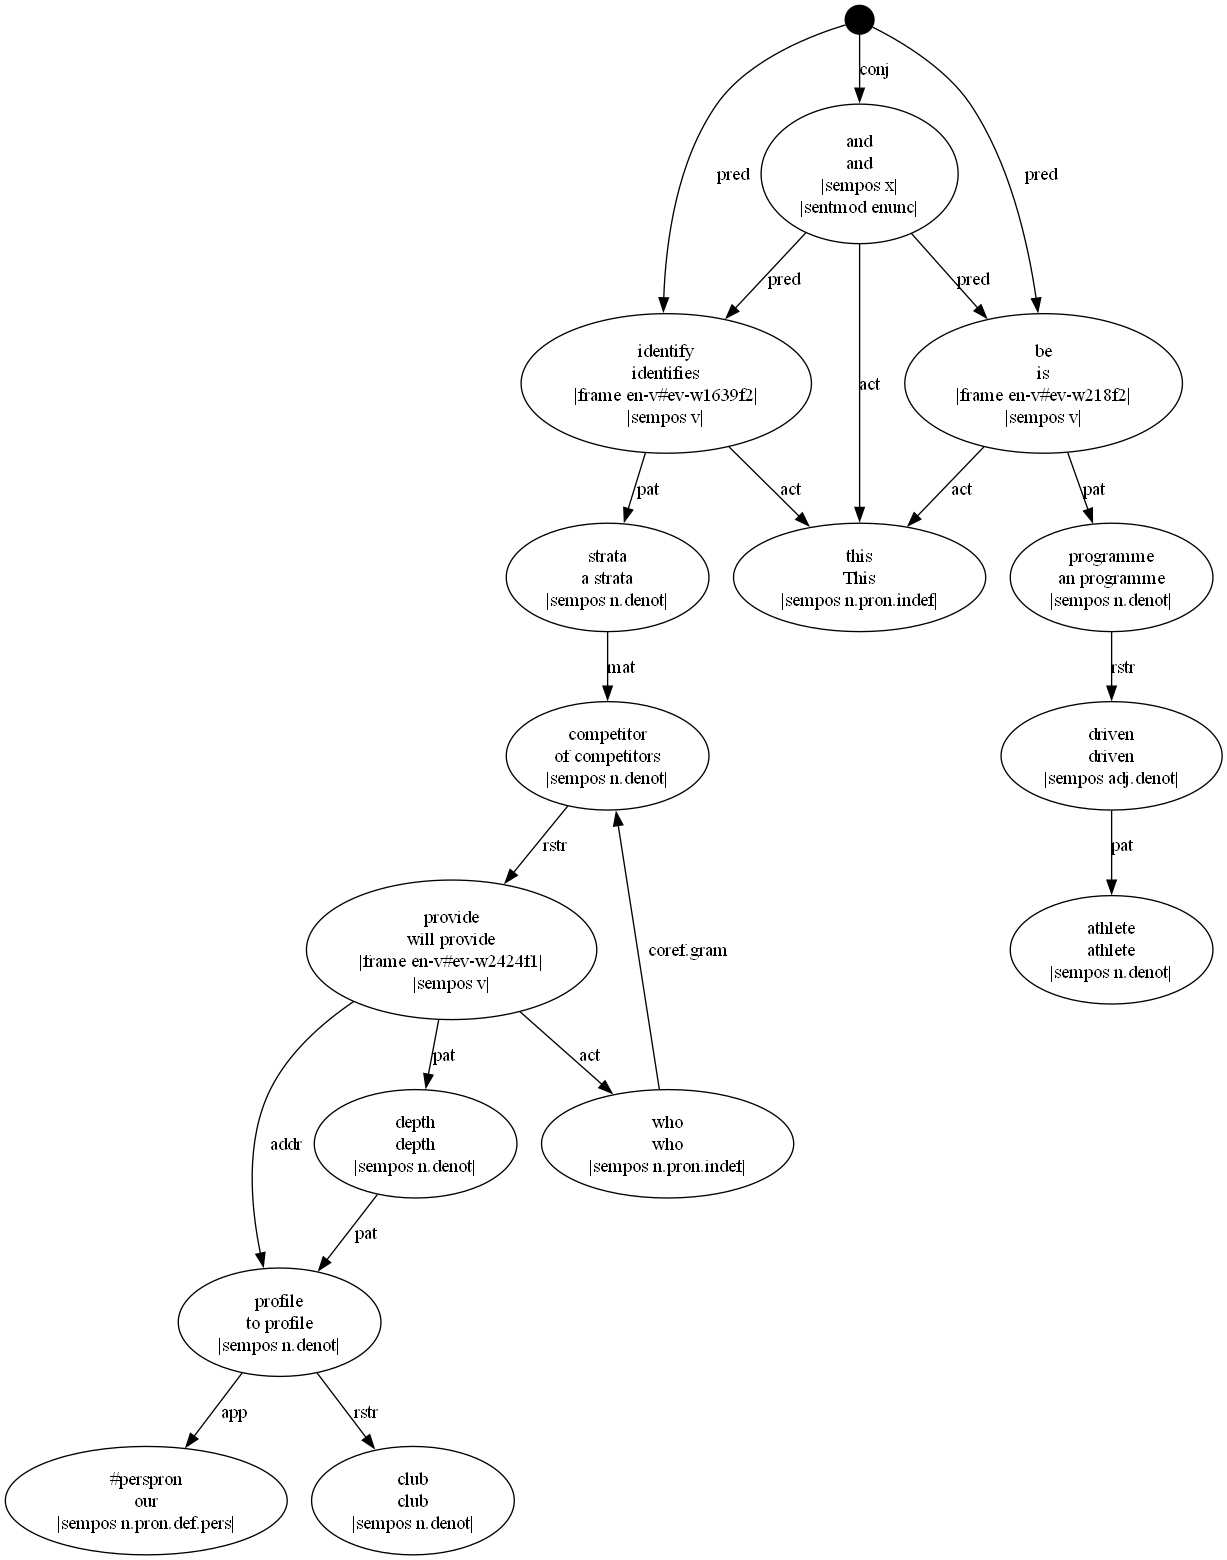 conj
and
and
|sempos x|
|sentmod enunc|
pred
pred
pred
pred
identify
identifies
|frame en-v#ev-w1639f2|
|sempos v|
act
be
is
|frame en-v#ev-w218f2|
|sempos v|
pat
act
act
pat
strata
a strata
|sempos n.denot|
this
This
|sempos n.pron.indef|
programme
an programme
|sempos n.denot|
mat
rstr
competitor
of competitors
|sempos n.denot|
driven
driven
|sempos adj.denot|
rstr
pat
provide
will provide
|frame en-v#ev-w2424f1|
|sempos v|
coref.gram
athlete
athlete
|sempos n.denot|
pat
act
addr
depth
depth
|sempos n.denot|
who
who
|sempos n.pron.indef|
pat
profile
to profile
|sempos n.denot|
app
rstr
#perspron
our
|sempos n.pron.def.pers|
club
club
|sempos n.denot|